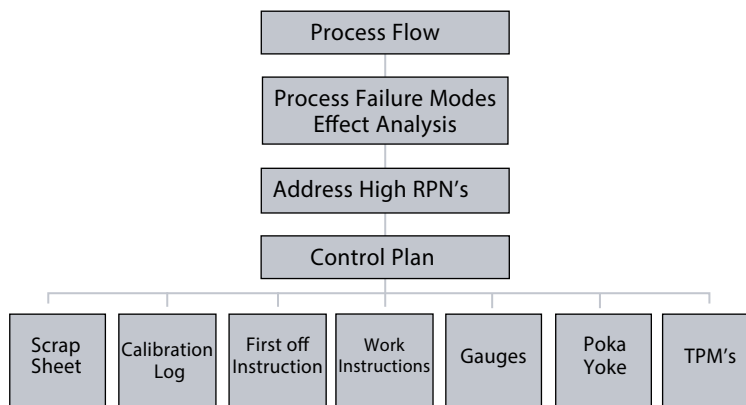 Process Flow
Process Failure Modes
Effect Analysis
Address High RPN's
Control Plan
Scrap
Sheet
Calibration
Log
First off
Instruction
Work
Instructions
Gauges
Poka
Yoke
TPM's